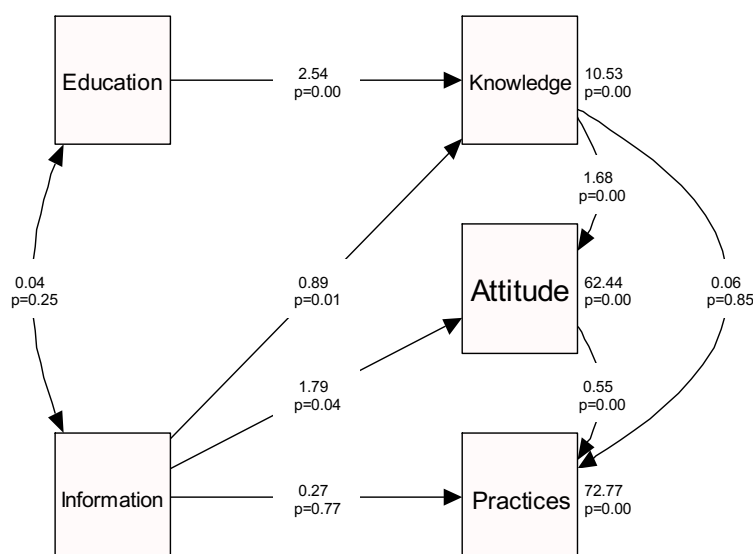 Education
2.54
p=0.00
Knowledge
10.53
p=0.00
1.68
p=0.00
0.04
p=0.25
0.89
p=0.01
Attitude
62.44
p=0.00
0.06
p=0.85
1.79
p=0.04
0.55
p=0.00
Information
0.27
p=0.77
Practices
72.77
p=0.00